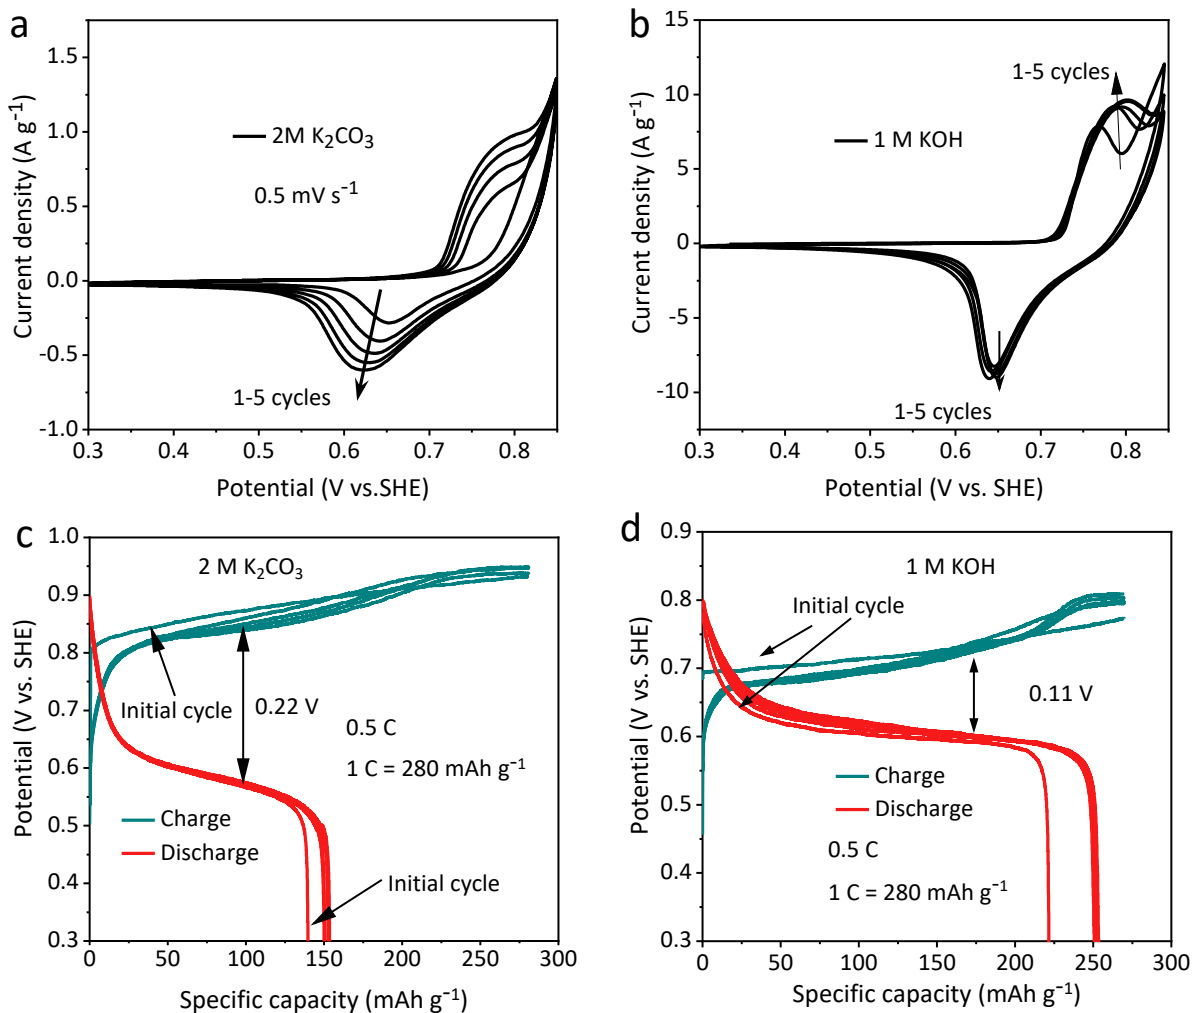 a
1.5
1.0
0.5
0.0
-0.5
-1.0
0.3
0.4
0.5
0.6
0.7
0.8
Current density (A g⁻¹)
Potential (V vs.SHE)
2M K₂CO₃
0.5 mV s⁻¹
1-5 cycles
b
15
10
5
0
-5
-10
0.3
0.4
0.5
0.6
0.7
0.8
Current density (A g⁻¹)
Potential (V vs. SHE)
1-5 cycles
1 M KOH
1-5 cycles
c
1.0
0.9
0.8
0.7
0.6
0.5
0.4
0.3
0
50
100
150
200
250
300
Potential (V vs. SHE)
Specific capacity (mAh g⁻¹)
2 M K₂CO₃
Initial cycle
0.22 V
0.5 C
1 C = 280 mAh g⁻¹
Charge
Discharge
Initial cycle
d
0.9
0.8
0.7
0.6
0.5
0.4
0.3
0
50
100
150
200
250
300
Potential (V vs. SHE)
Specific capacity (mAh g⁻¹)
1 M KOH
Initial cycle
0.11 V
Charge
Discharge
0.5 C
1 C = 280 mAh g⁻¹